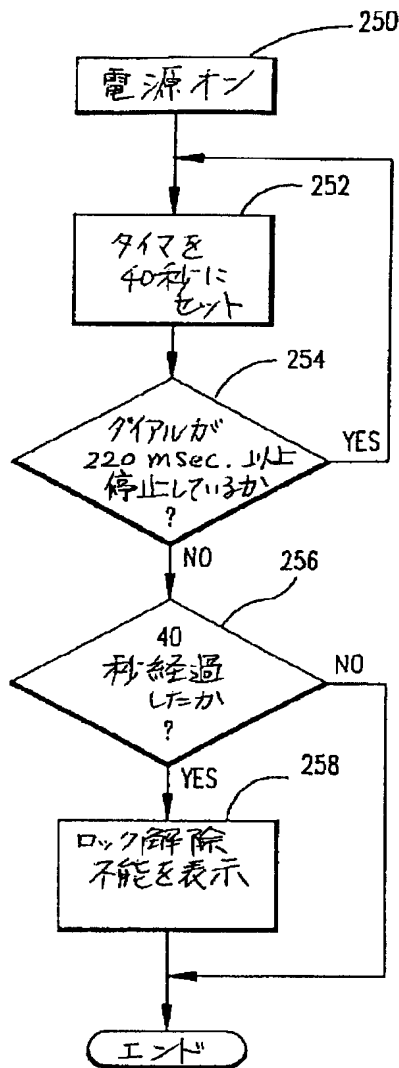 250
電源オン
252
タイマを
40秒に
セット
254
ダイアルが
220 msec.以上
停止しているか
?
YES
NO
256
40
秒経過
したか
?
NO
YES
258
ロック解除
不能を表示
エンド